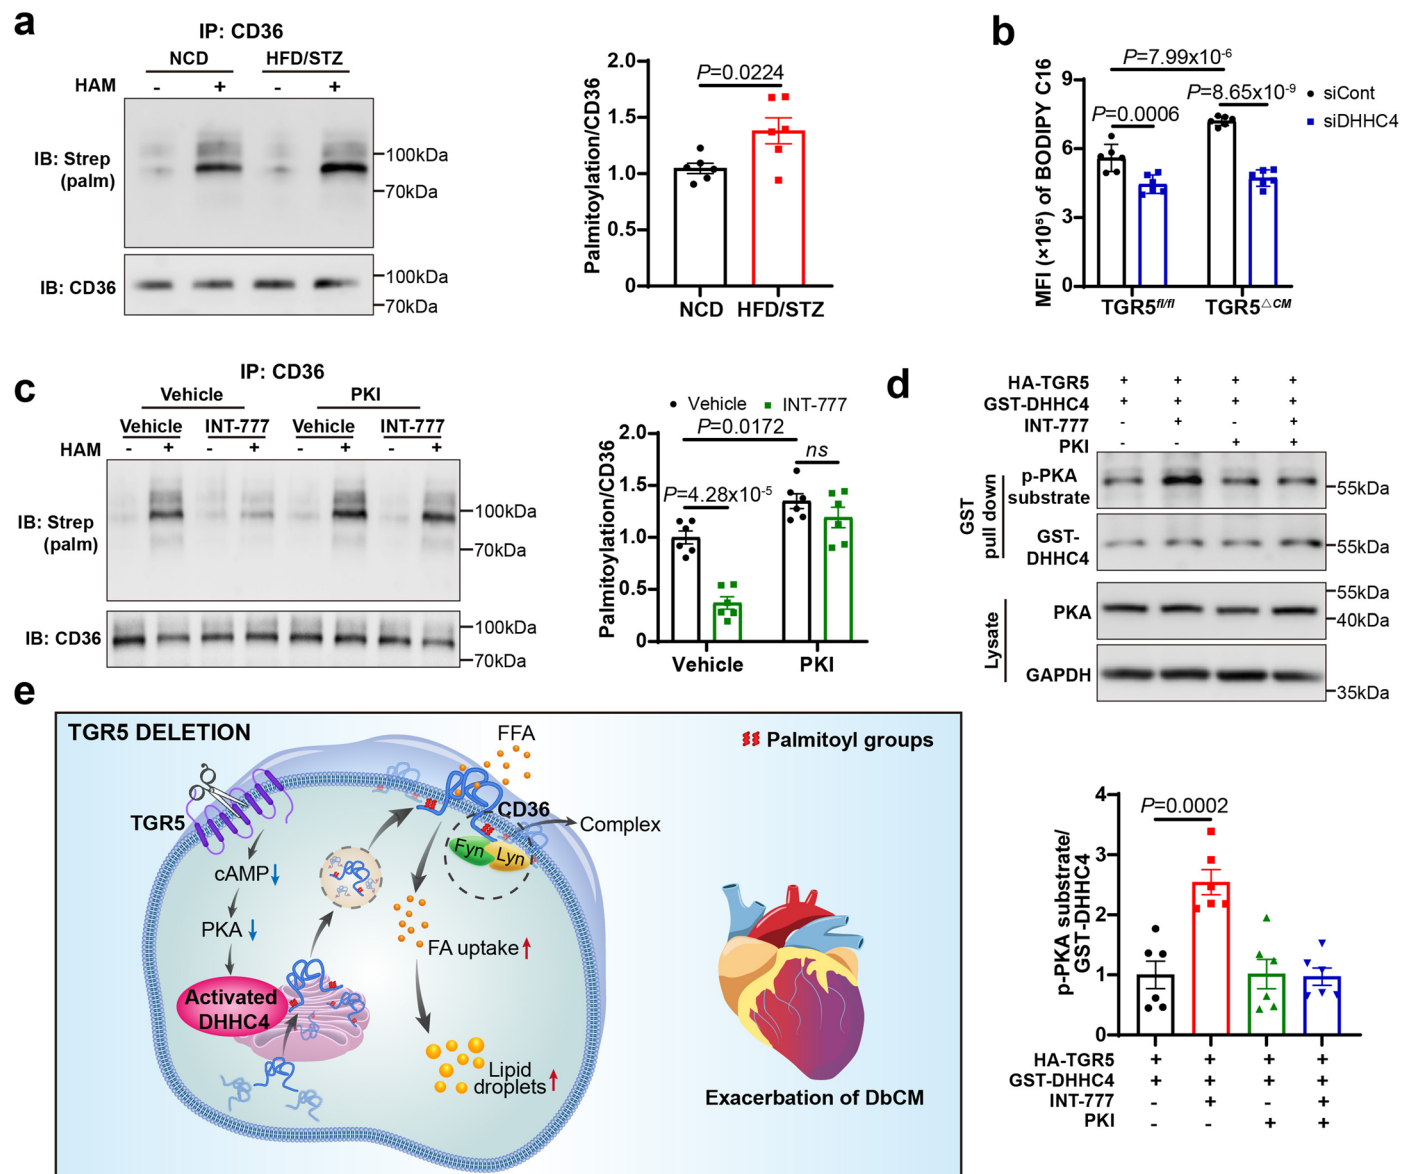 a
IP: CD36
NCD HFD/STZ
HAM - + - +
IB: Strep
(palm)
100kDa
70kDa
IB: CD36
100kDa
70kDa
Palmitoylation/CD36
2.0
1.5
1.0
0.5
0
P=0.0224
NCD HFD/STZ
b
MFI (×10⁵) of BODIPY C16
9
6
3
0
P=7.99x10⁻⁶
P=0.0006
P=8.65x10⁻⁹
siCont
siDHHC4
TGR5fl/fl TGR5△CM
c
IP: CD36
Vehicle PKI
Vehicle INT-777 Vehicle INT-777
HAM - + - + - + - +
IB: Strep
(palm)
100kDa
70kDa
IB: CD36
100kDa
70kDa
Palmitoylation/CD36
Vehicle INT-777
2.0
1.5
1.0
0.5
0
P=0.0172
P=4.28x10⁻⁵
ns
Vehicle PKI
d
HA-TGR5 + + + +
GST-DHHC4 + + + +
INT-777 - + - +
PKI - - + +
GST
pull down
p-PKA
substrate
55kDa
GST-
DHHC4
55kDa
Lysate
PKA
55kDa
40kDa
GAPDH
35kDa
p-PKA substrate/
GST-DHHC4
4
3
2
1
0
P=0.0002
HA-TGR5 + + + +
GST-DHHC4 + + + +
INT-777 - + - +
PKI - - + +
e
TGR5 DELETION
FFA
Palmitoyl groups
TGR5
CD36
Complex
Fyn
Lyn
cAMP
PKA
FA uptake
Activated
DHHC4
Lipid
droplets
Exacerbation of DbCM